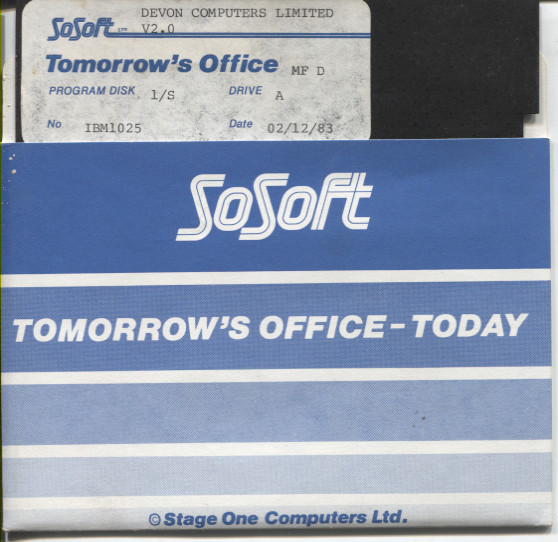 DEVON COMPUTERS LIMITED
SoSoft LTD V2.0
Tomorrow's Office MF D
PROGRAM DISK 1/S DRIVE A
No IBM1025 Date 02/12/83
SoSoft
TOMORROW'S OFFICE – TODAY
© Stage One Computers Ltd.